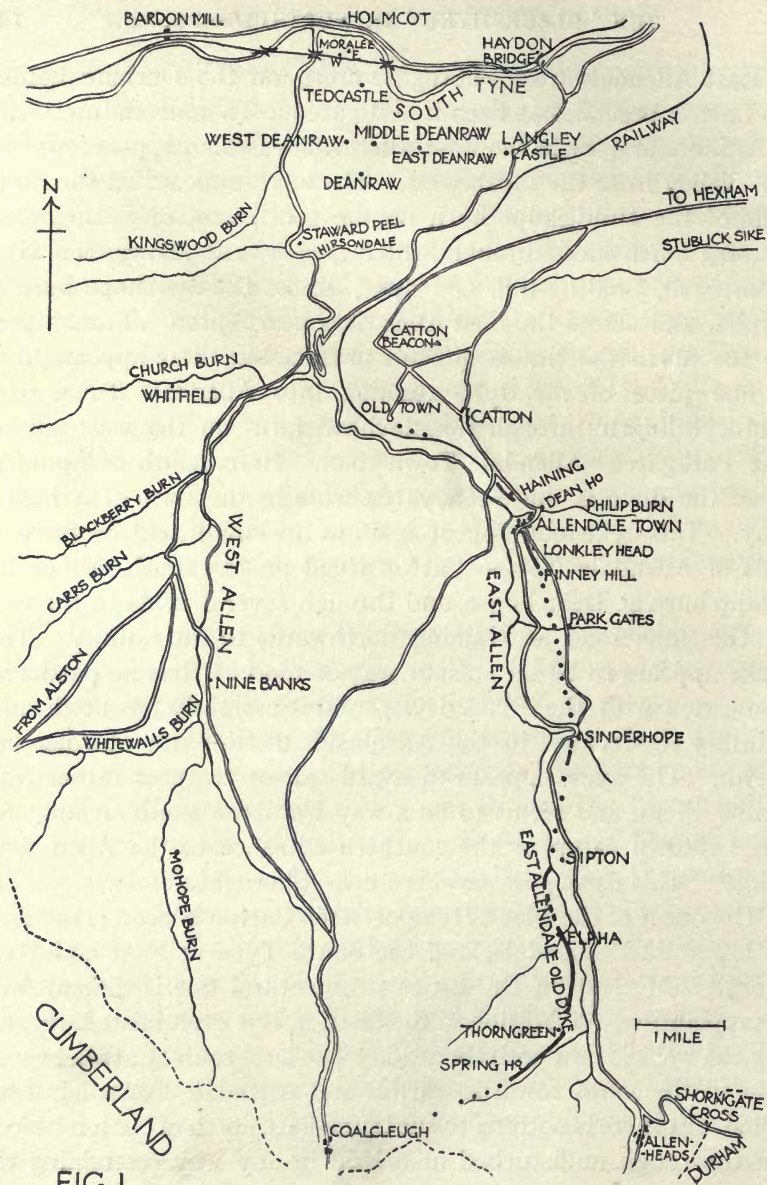 BARDON MILL
HOLMCOT
MORALEE
W E
HAYDON
BRIDGE
TEDCASTLE
SOUTH TYNE
WEST DEANRAW
MIDDLE DEANRAW
EAST DEANRAW
LANGLEY
CASTLE
RAILWAY
DEANRAW
N
TO HEXHAM
KINGSWOOD BURN
STAWARD PEEL
HIRSONDALE
STUBLICK SIKE
CATTON
BEACON
CHURCH BURN
WHITFIELD
OLD TOWN
CATTON
HAINING
DEAN HO
PHILIP BURN
BLACKBERRY BURN
ALLENDALE TOWN
LONKLEY HEAD
FINNEY HILL
CARRS BURN
WEST ALLEN
EAST ALLEN
PARK GATES
FROM ALSTON
NINE BANKS
WHITEWALLS BURN
SINDERHOPE
MOHOPE BURN
SIPTON
EAST ALLENDALE OLD DYKE
ELPHA
CUMBERLAND
THORNGREEN
1 MILE
SPRING HO
SHORNGATE
CROSS
COALCLEUGH
ALLEN-
HEADS
DURHAM
FIG. 1